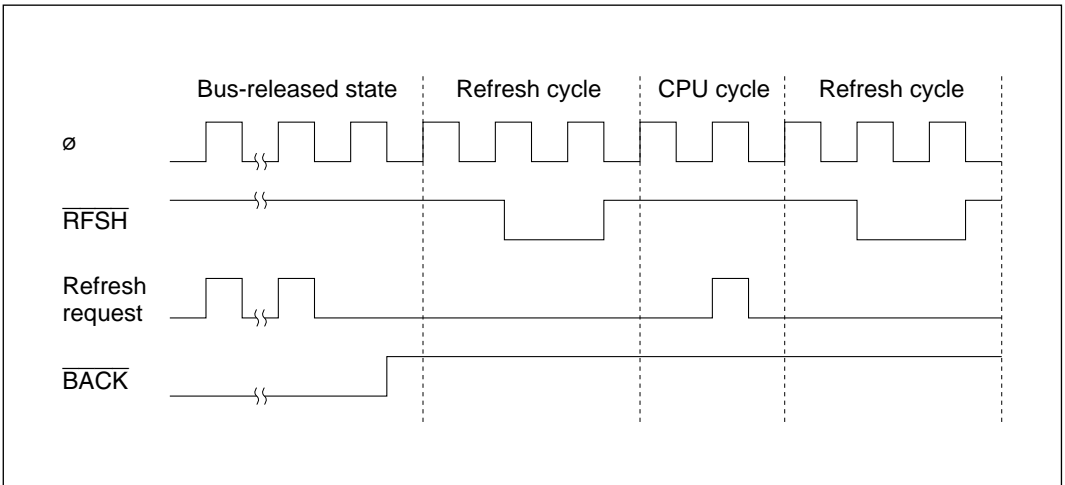 Bus-released state Refresh cycle CPU cycle Refresh cycle
ø
RFSH
Refresh
request
BACK